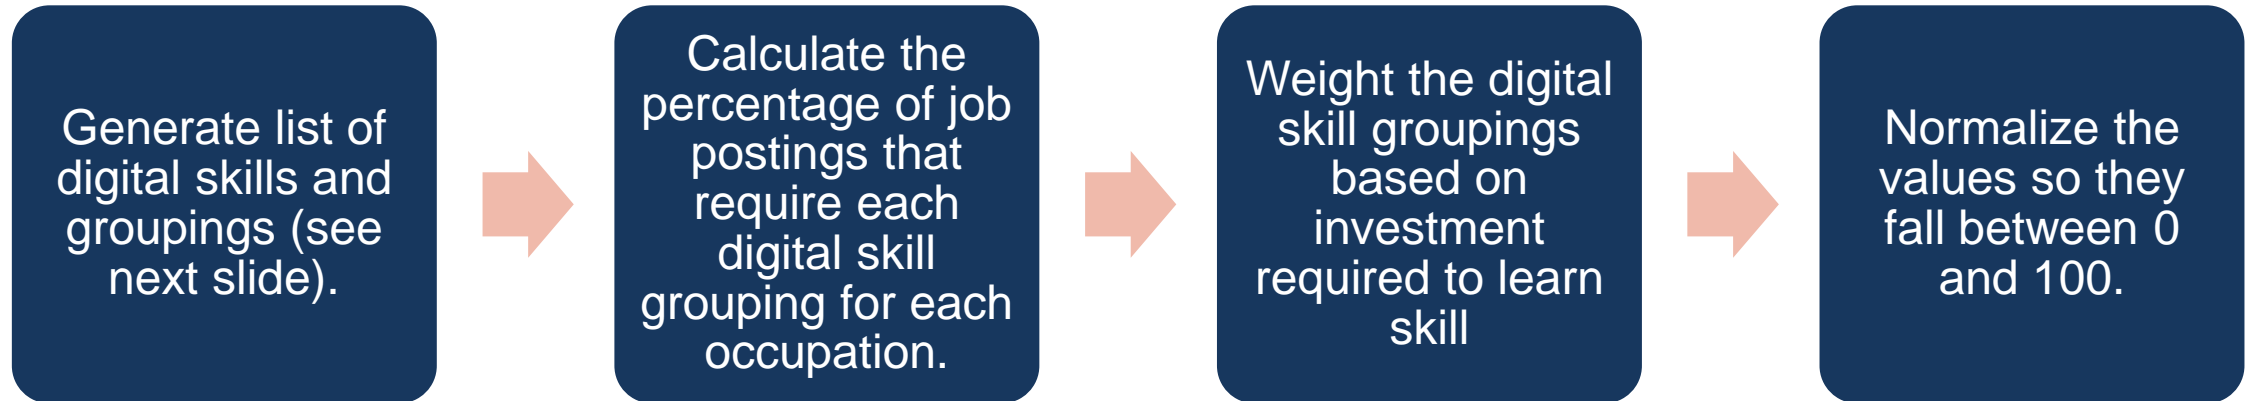 Generate list of
digital skills and
groupings (see
next slide).
Calculate the
percentage of job
postings that
require each
digital skill
grouping for each
occupation.
Weight the digital
skill groupings
based on
investment
required to learn
skill
Normalize the
values so they
fall between 0
and 100.